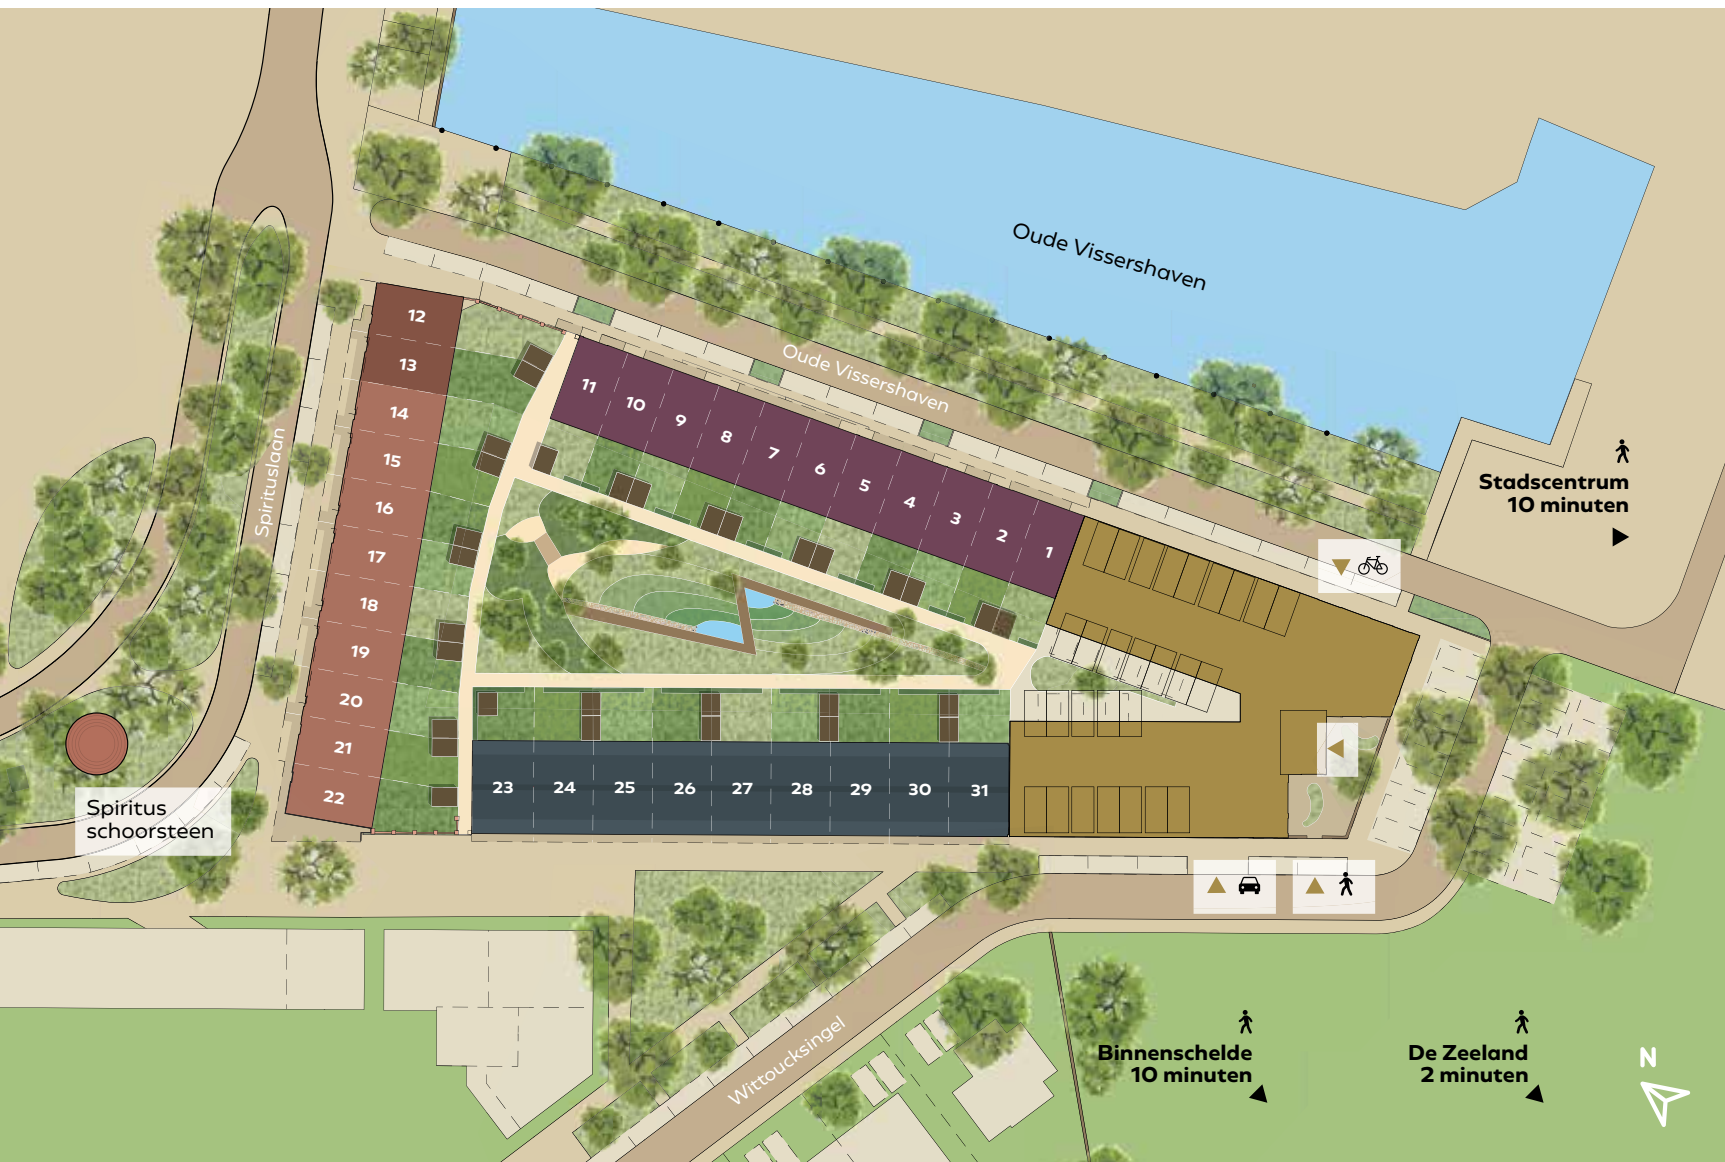 Oude Vissershaven
Oude Vissershaven
Stadscentrum
10 minuten
Spirituslaan
12
13
14
15
16
17
18
19
20
21
22
11
10
9
8
7
6
5
4
3
2
1
23
24
25
26
27
28
29
30
31
Spiritus
schoorsteen
Wittoucksingel
Binnenschelde
10 minuten
De Zeeland
2 minuten
N